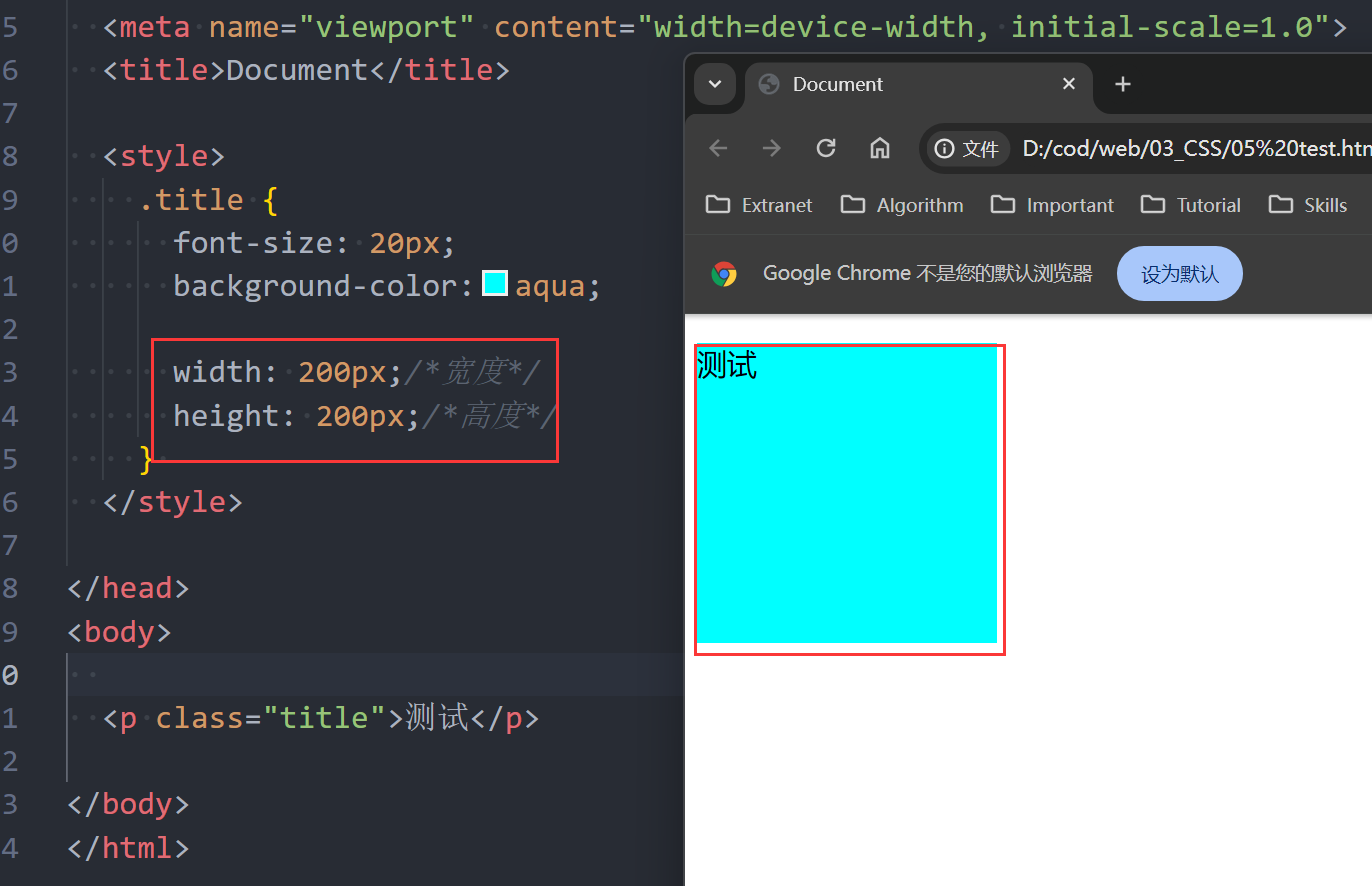 5 <meta name="viewport" content="width=device-width, initial-scale=1.0">
6 <title>Document</title>
7
8 <style>
9 .title {
0 font-size: 20px;
1 background-color: aqua;
2
3 width: 200px;/*宽度*/
4 height: 200px;/*高度*/
5 }
6 </style>
7
8 </head>
9 <body>
0
1 <p class="title">测试</p>
2
3 </body>
4 </html>
Document
文件 D:/cod/web/03_CSS/05%20test.htm
Extranet Algorithm Important Tutorial Skills
Google Chrome 不是您的默认浏览器 设为默认
测试